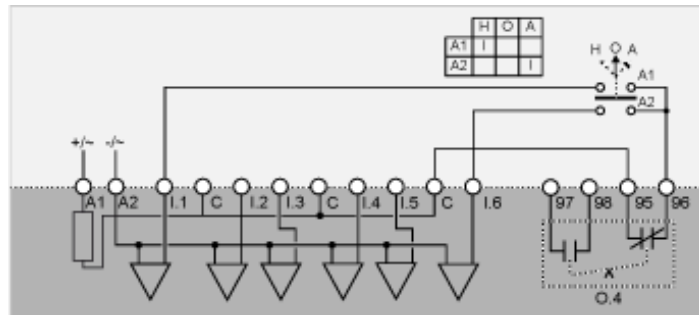 H O A
A1 I
A2 I
H O A
A1
A2
+/~ -/~
A1 A2 I.1 C I.2 I.3 C I.4 I.5 C I.6 97 98 95 96
O.4